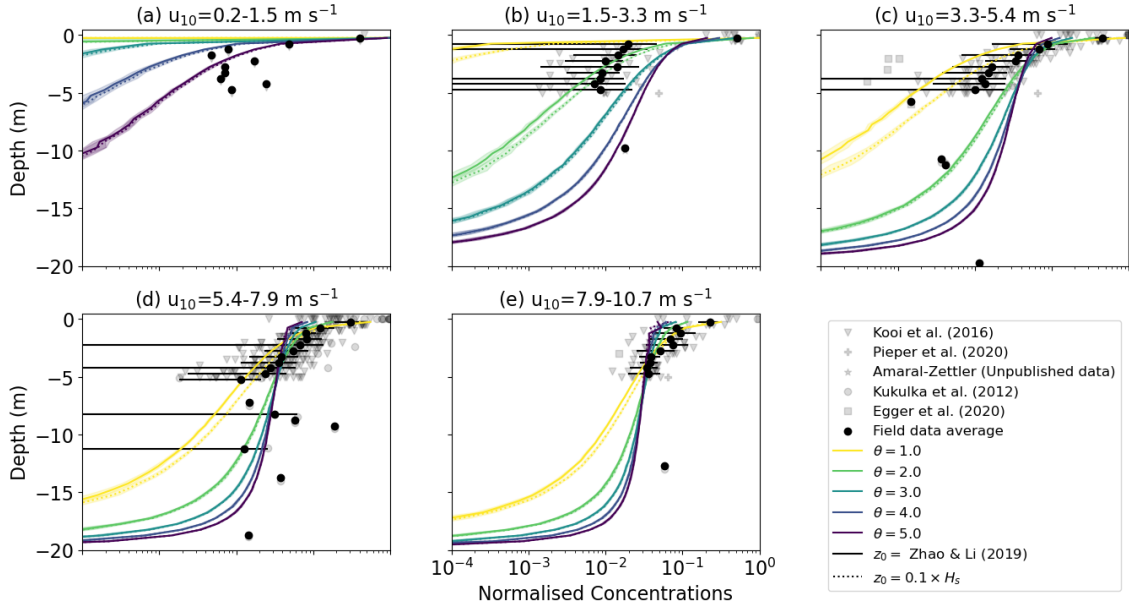 (a) u10=0.2-1.5 m s⁻¹
(b) u10=1.5-3.3 m s⁻¹
(c) u10=3.3-5.4 m s⁻¹
0
−5
−10
−15
−20
Depth (m)
(d) u10=5.4-7.9 m s⁻¹
(e) u10=7.9-10.7 m s⁻¹
0
−5
−10
−15
−20
Depth (m)
10⁻⁴
10⁻³
10⁻²
10⁻¹
10⁰
Normalised Concentrations
Kooi et al. (2016)
Pieper et al. (2020)
Amaral-Zettler (Unpublished data)
Kukulka et al. (2012)
Egger et al. (2020)
Field data average
θ = 1.0
θ = 2.0
θ = 3.0
θ = 4.0
θ = 5.0
z₀ = Zhao & Li (2019)
z₀ = 0.1 × Hₛ